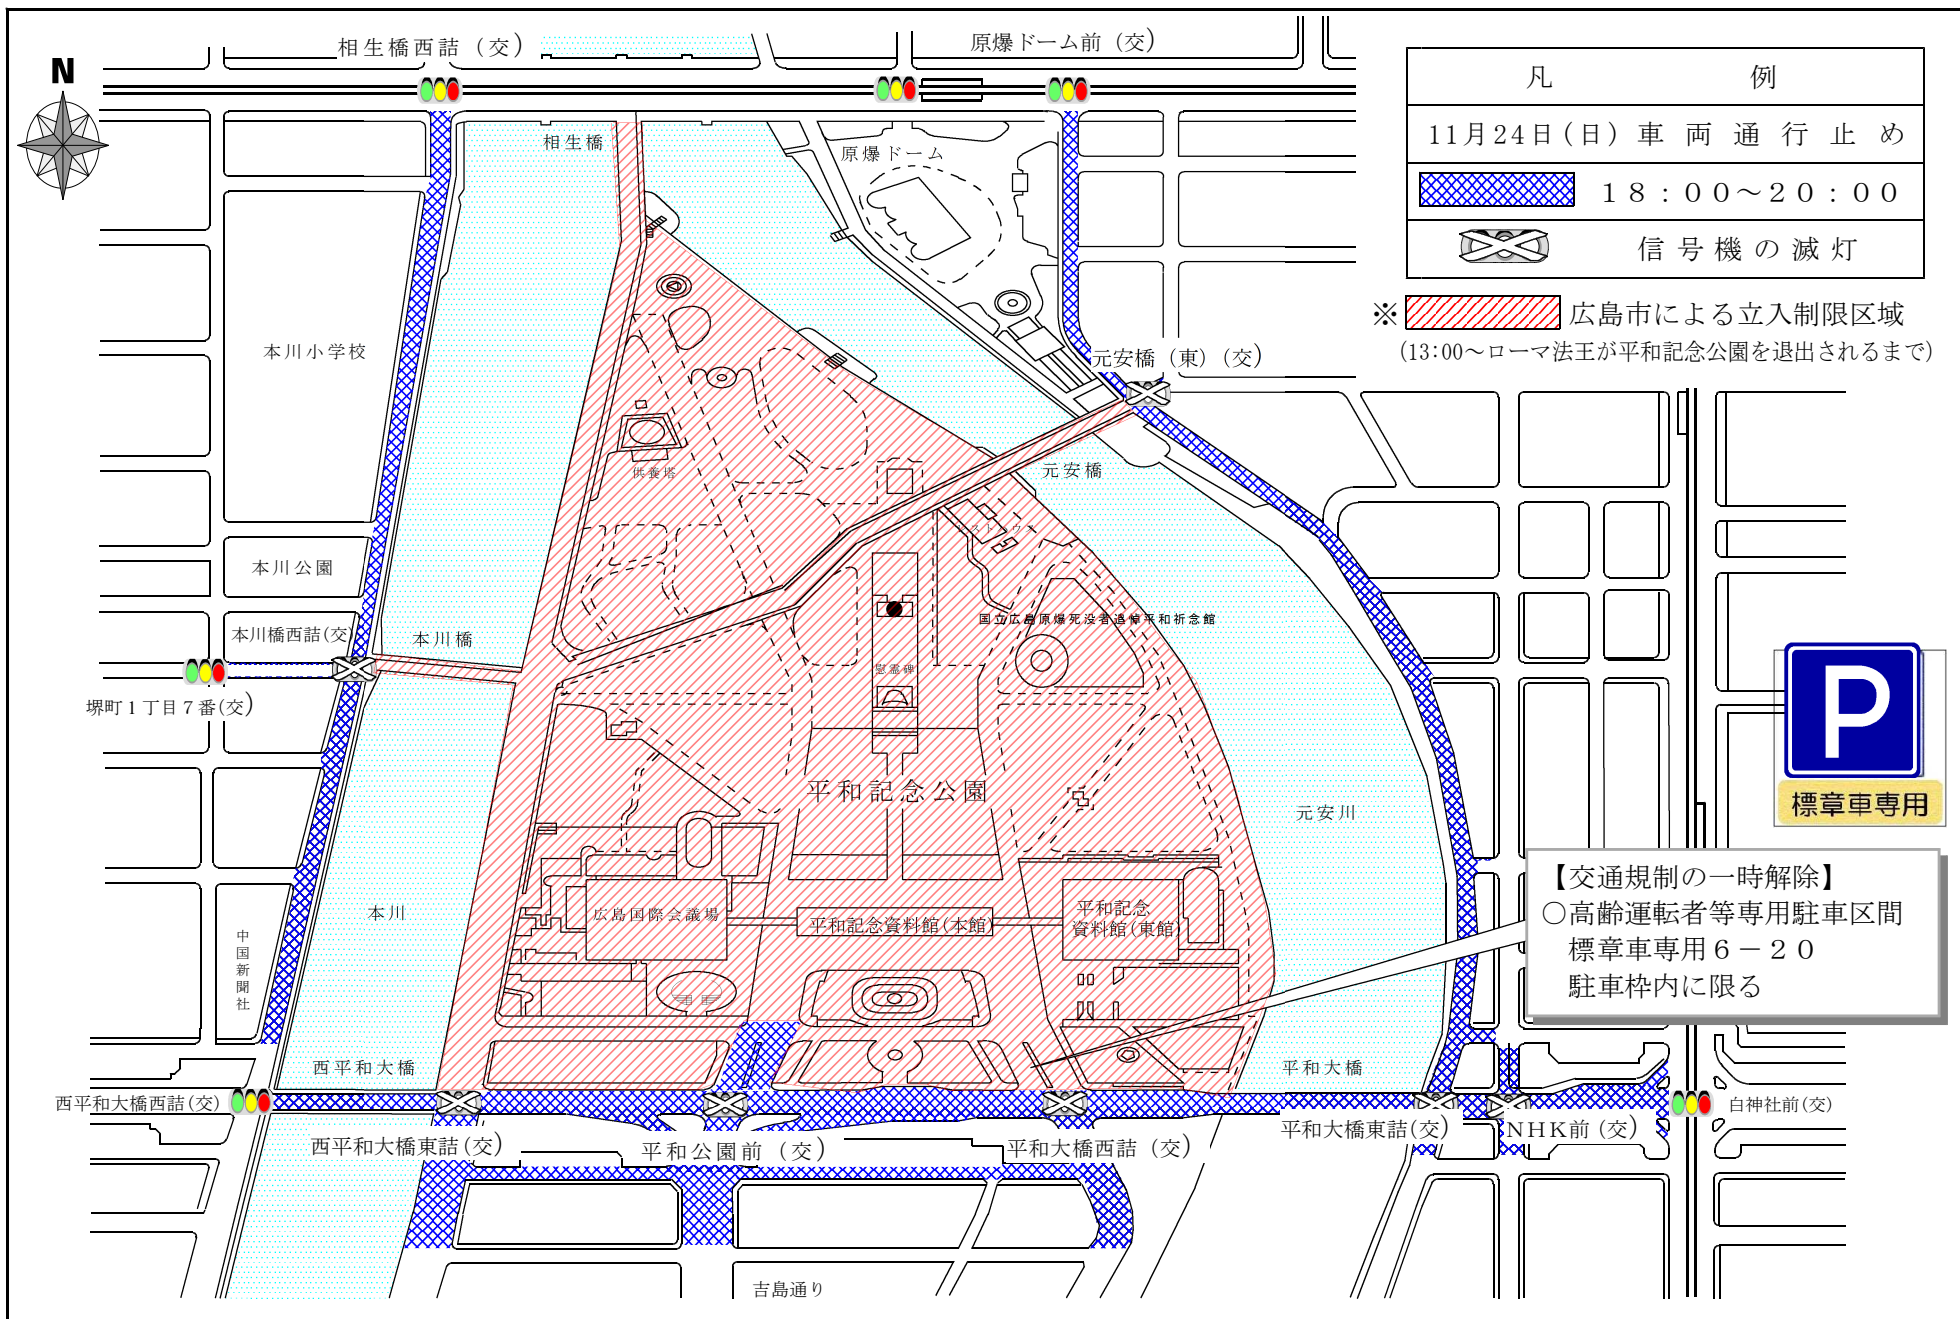 相生橋西詰（交）
原爆ドーム前（交）
N
凡　例
11月24日(日) 車両通行止め
18：00～20：00
信号機の滅灯
※ 広島市による立入制限区域
(13:00～ローマ法王が平和記念公園を退出されるまで)
相生橋
原爆ドーム
本川小学校
元安橋（東）（交）
供養塔
元安橋
レストハウス
本川公園
国立広島原爆死没者追悼平和祈念館
本川橋西詰(交)
本川橋
慰霊碑
堺町１丁目７番(交)
P
標章車専用
平和記念公園
元安川
【交通規制の一時解除】
○高齢運転者等専用駐車区間
標章車専用６－２０
駐車枠内に限る
本川
広島国際会議場
平和記念資料館(本館)
平和記念
資料館(東館)
中国新聞社
西平和大橋
平和大橋
西平和大橋西詰(交)
白神社前(交)
西平和大橋東詰(交)
平和公園前（交）
平和大橋西詰（交）
平和大橋東詰(交)
NHK前(交)
吉島通り